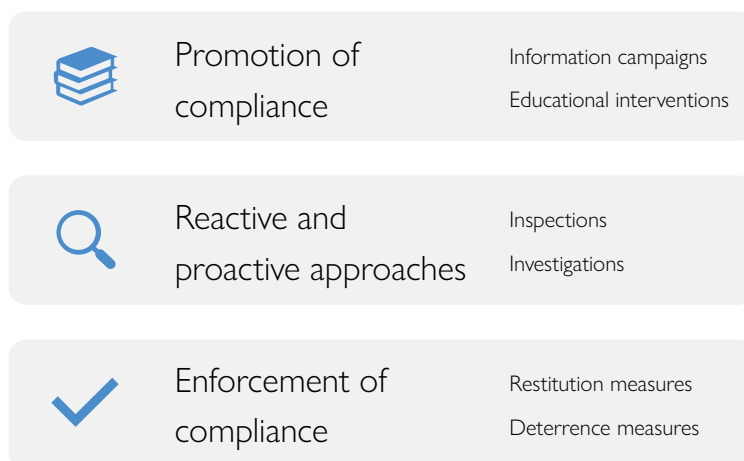 Promotion of
compliance
Information campaigns
Educational interventions
Reactive and
proactive approaches
Inspections
Investigations
Enforcement of
compliance
Restitution measures
Deterrence measures